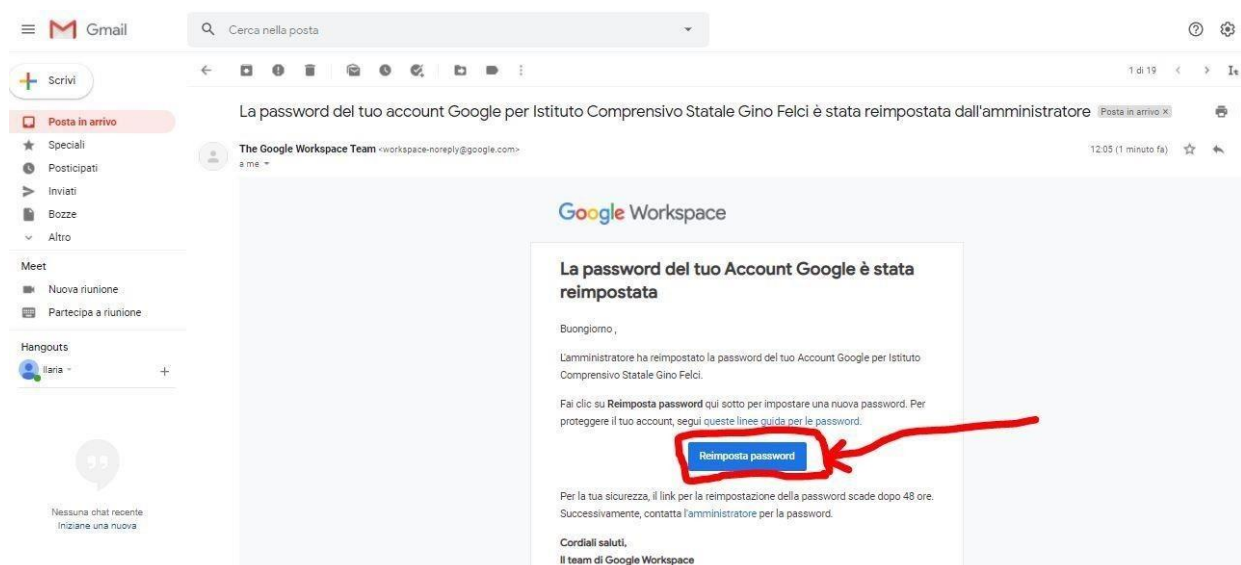 Gmail
Cerca nella posta
Scrivi
1 di 19
Posta in arrivo
Speciali
Posticipati
Inviati
Bozze
Altro
Meet
Nuova riunione
Partecipa a riunione
Hangouts
Ilaria
Nessuna chat recente
Iniziane una nuova
La password del tuo account Google per Istituto Comprensivo Statale Gino Felci è stata reimpostata dall'amministratore Posta in arrivo x
The Google Workspace Team <workspace-noreply@google.com>
12:05 (1 minuto fa)
a me
Google Workspace
La password del tuo Account Google è stata
reimpostata
Buongiorno ,
L'amministratore ha reimpostato la password del tuo Account Google per Istituto
Comprensivo Statale Gino Felci.
Fai clic su Reimposta password qui sotto per impostare una nuova password. Per
proteggere il tuo account, segui queste linee guida per le password.
Reimposta password
Per la tua sicurezza, il link per la reimpostazione della password scade dopo 48 ore.
Successivamente, contatta l'amministratore per la password.
Cordiali saluti,
Il team di Google Workspace